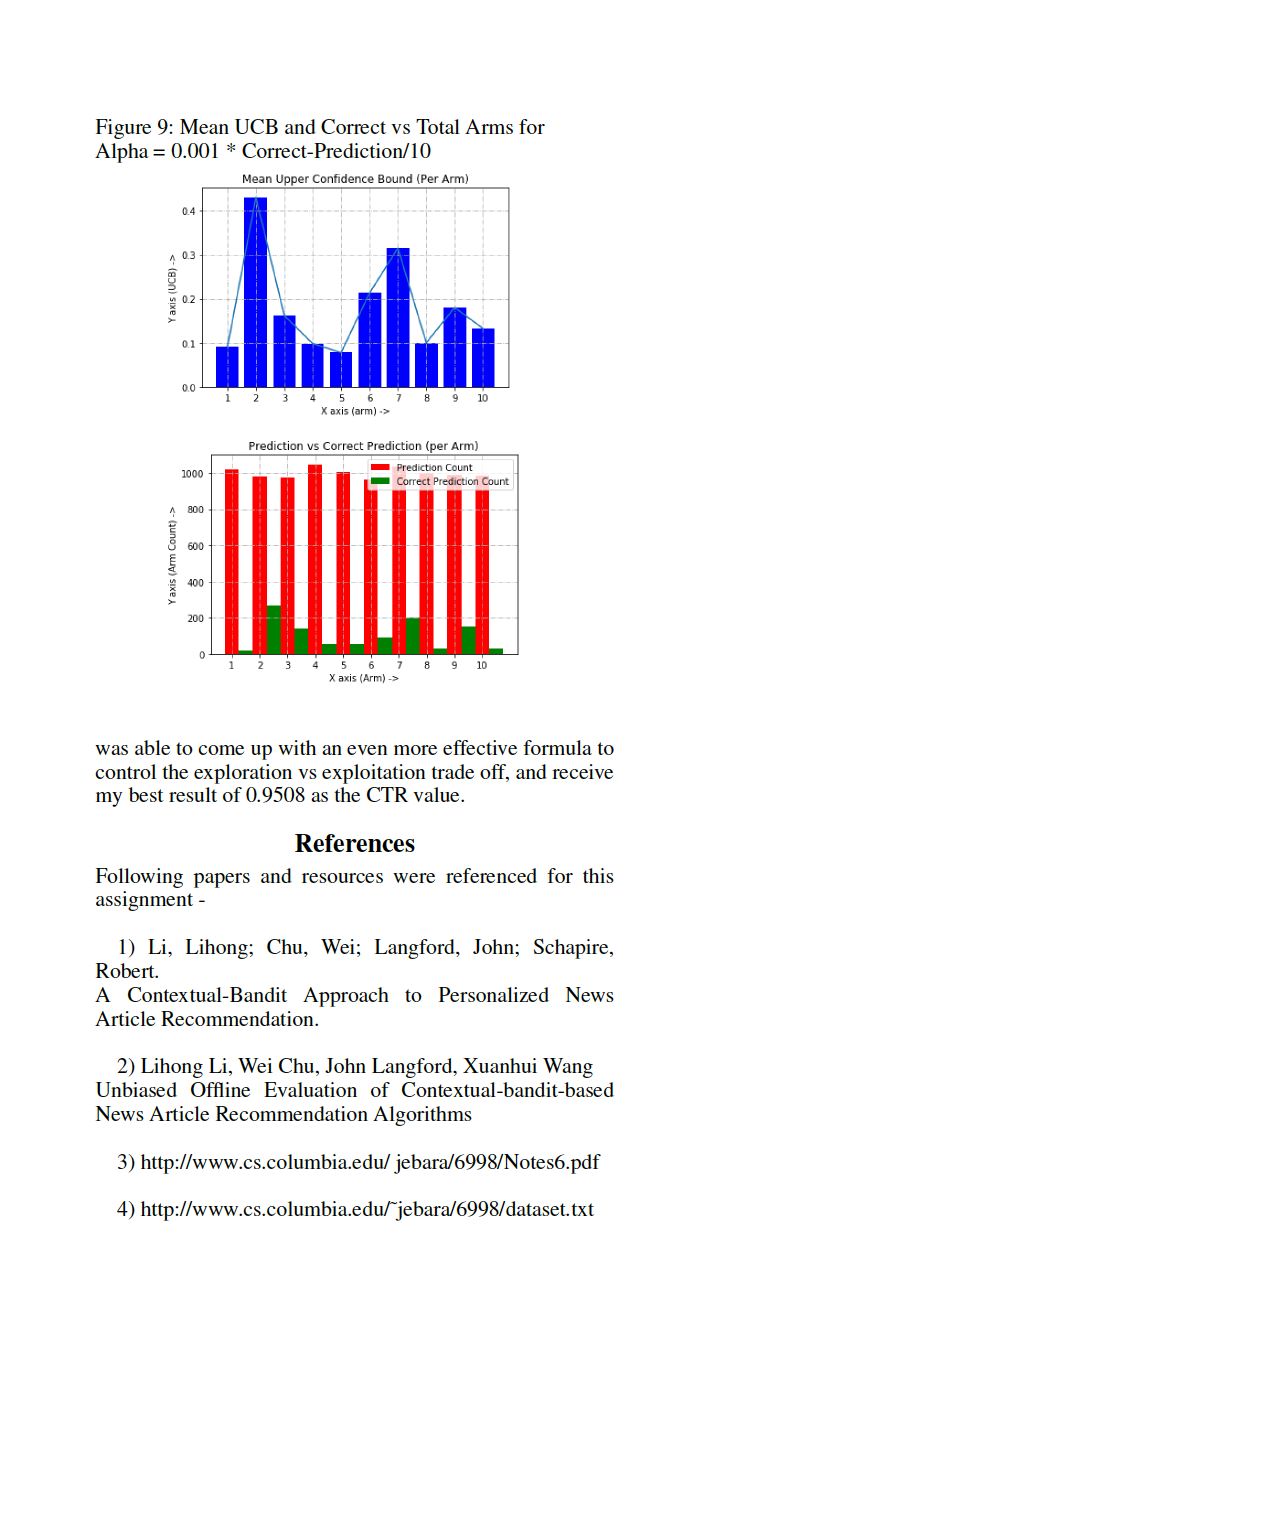 Figure 9: Mean UCB and Correct vs Total Arms for
Alpha = 0.001 * Correct-Prediction/10
Mean Upper Confidence Bound (Per Arm)
Y axis (UCB) ->
0.4
0.3
0.2
0.1
0.0
1 2 3 4 5 6 7 8 9 10
X axis (arm) ->
Prediction vs Correct Prediction (per Arm)
Prediction Count
Correct Prediction Count
Y axis (Arm Count) ->
1000
800
600
400
200
0
1 2 3 4 5 6 7 8 9 10
X axis (Arm) ->
was able to come up with an even more effective formula to
control the exploration vs exploitation trade off, and receive
my best result of 0.9508 as the CTR value.
References
Following papers and resources were referenced for this
assignment -
1) Li, Lihong; Chu, Wei; Langford, John; Schapire,
Robert.
A Contextual-Bandit Approach to Personalized News
Article Recommendation.
2) Lihong Li, Wei Chu, John Langford, Xuanhui Wang
Unbiased Offline Evaluation of Contextual-bandit-based
News Article Recommendation Algorithms
3) http://www.cs.columbia.edu/ jebara/6998/Notes6.pdf
4) http://www.cs.columbia.edu/~jebara/6998/dataset.txt